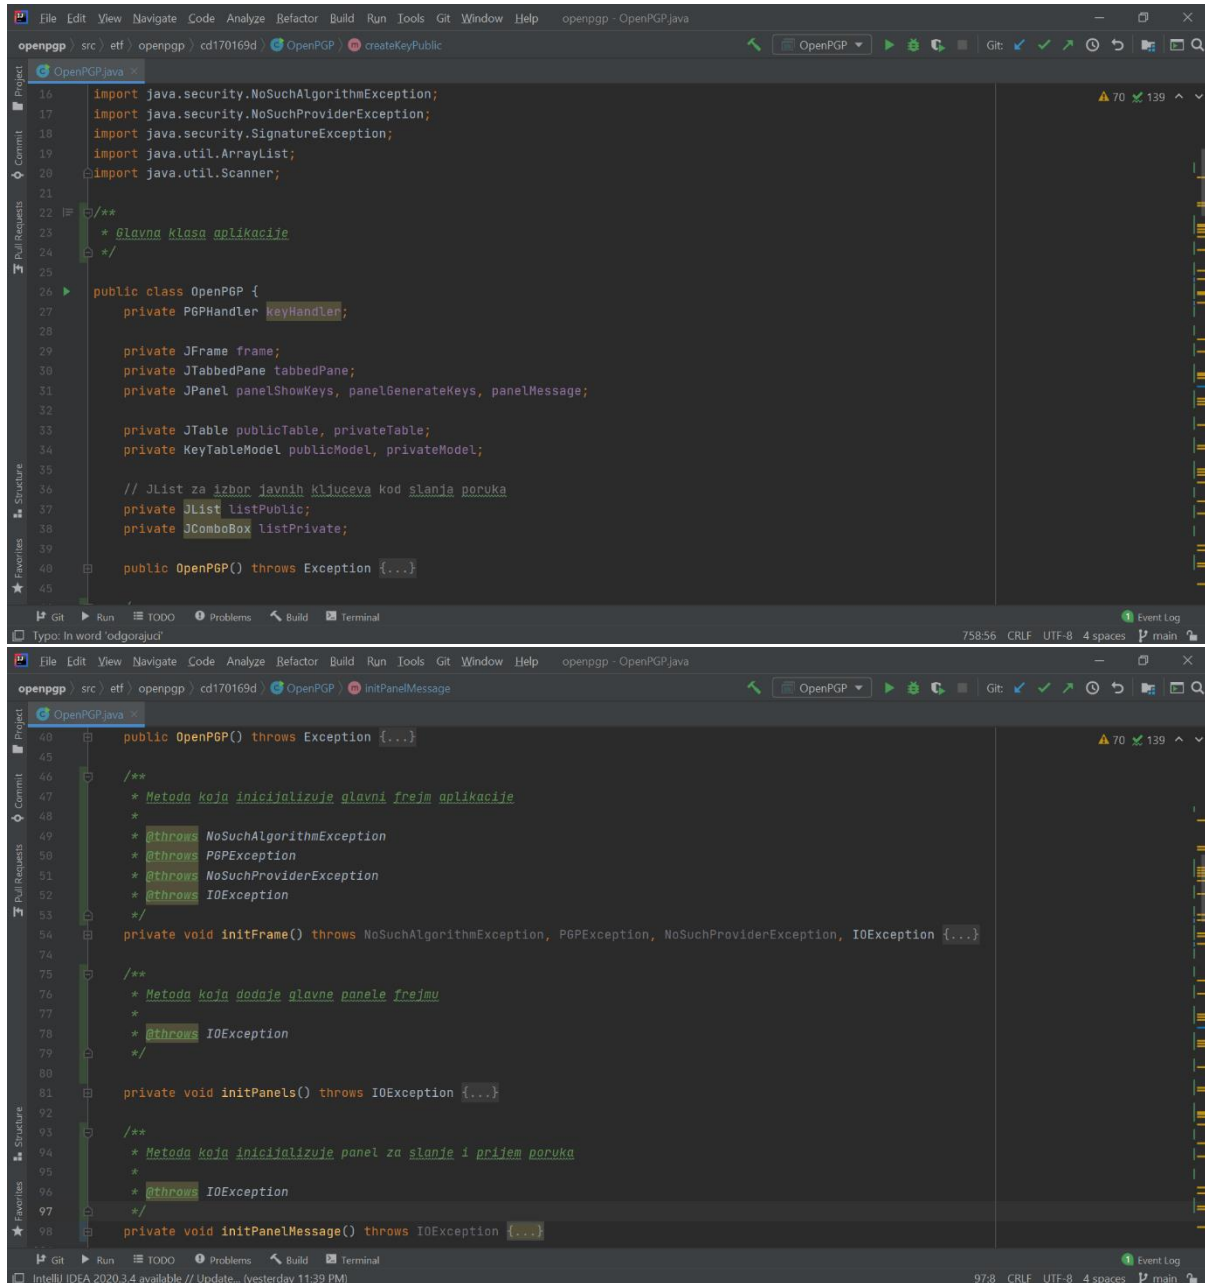 File Edit View Navigate Code Analyze Refactor Build Run Tools Git Window Help openpgp - OpenPGP.java
openpgp src etf openpgp cd170169d OpenPGP createKeyPublic OpenPGP Git:
OpenPGP.java
16 import java.security.NoSuchAlgorithmException; 70 139
17 import java.security.NoSuchProviderException;
18 import java.security.SignatureException;
19 import java.util.ArrayList;
20 import java.util.Scanner;
21
22 /**
23 * Glavna klasa aplikacije
24 */
25
26 public class OpenPGP {
27 private PGPHandler keyHandler;
28
29 private JFrame frame;
30 private JTabbedPane tabbedPane;
31 private JPanel panelShowKeys, panelGenerateKeys, panelMessage;
32
33 private JTable publicTable, privateTable;
34 private KeyTableModel publicModel, privateModel;
35
36 // JList za izbor javnih kljuceva kod slanja poruka
37 private JList listPublic;
38 private JComboBox listPrivate;
39
40 public OpenPGP() throws Exception {...}
45
Project
Commit
Pull Requests
Structure
Favorites
Git Run TODO Problems Build Terminal 1 Event Log
Typo: In word 'odgorajuci' 758:56 CRLF UTF-8 4 spaces main
File Edit View Navigate Code Analyze Refactor Build Run Tools Git Window Help openpgp - OpenPGP.java
openpgp src etf openpgp cd170169d OpenPGP initPanelMessage OpenPGP Git:
OpenPGP.java
40 public OpenPGP() throws Exception {...} 70 139
45
46 /**
47 * Metoda koja inicijalizuje glavni frejm aplikacije
48 *
49 * @throws NoSuchAlgorithmException
50 * @throws PGPException
51 * @throws NoSuchProviderException
52 * @throws IOException
53 */
54 private void initFrame() throws NoSuchAlgorithmException, PGPException, NoSuchProviderException, IOException {...}
74
75 /**
76 * Metoda koja dodaje glavne panele frejmu
77 *
78 * @throws IOException
79 */
80
81 private void initPanels() throws IOException {...}
92
93 /**
94 * Metoda koja inicijalizuje panel za slanje i prijem poruka
95 *
96 * @throws IOException
97 */
98 private void initPanelMessage() throws IOException {...}
Project
Commit
Pull Requests
Structure
Favorites
Git Run TODO Problems Build Terminal 1 Event Log
IntelliJ IDEA 2020.3.4 available // Update... (yesterday 11:39 PM) 97:8 CRLF UTF-8 4 spaces main